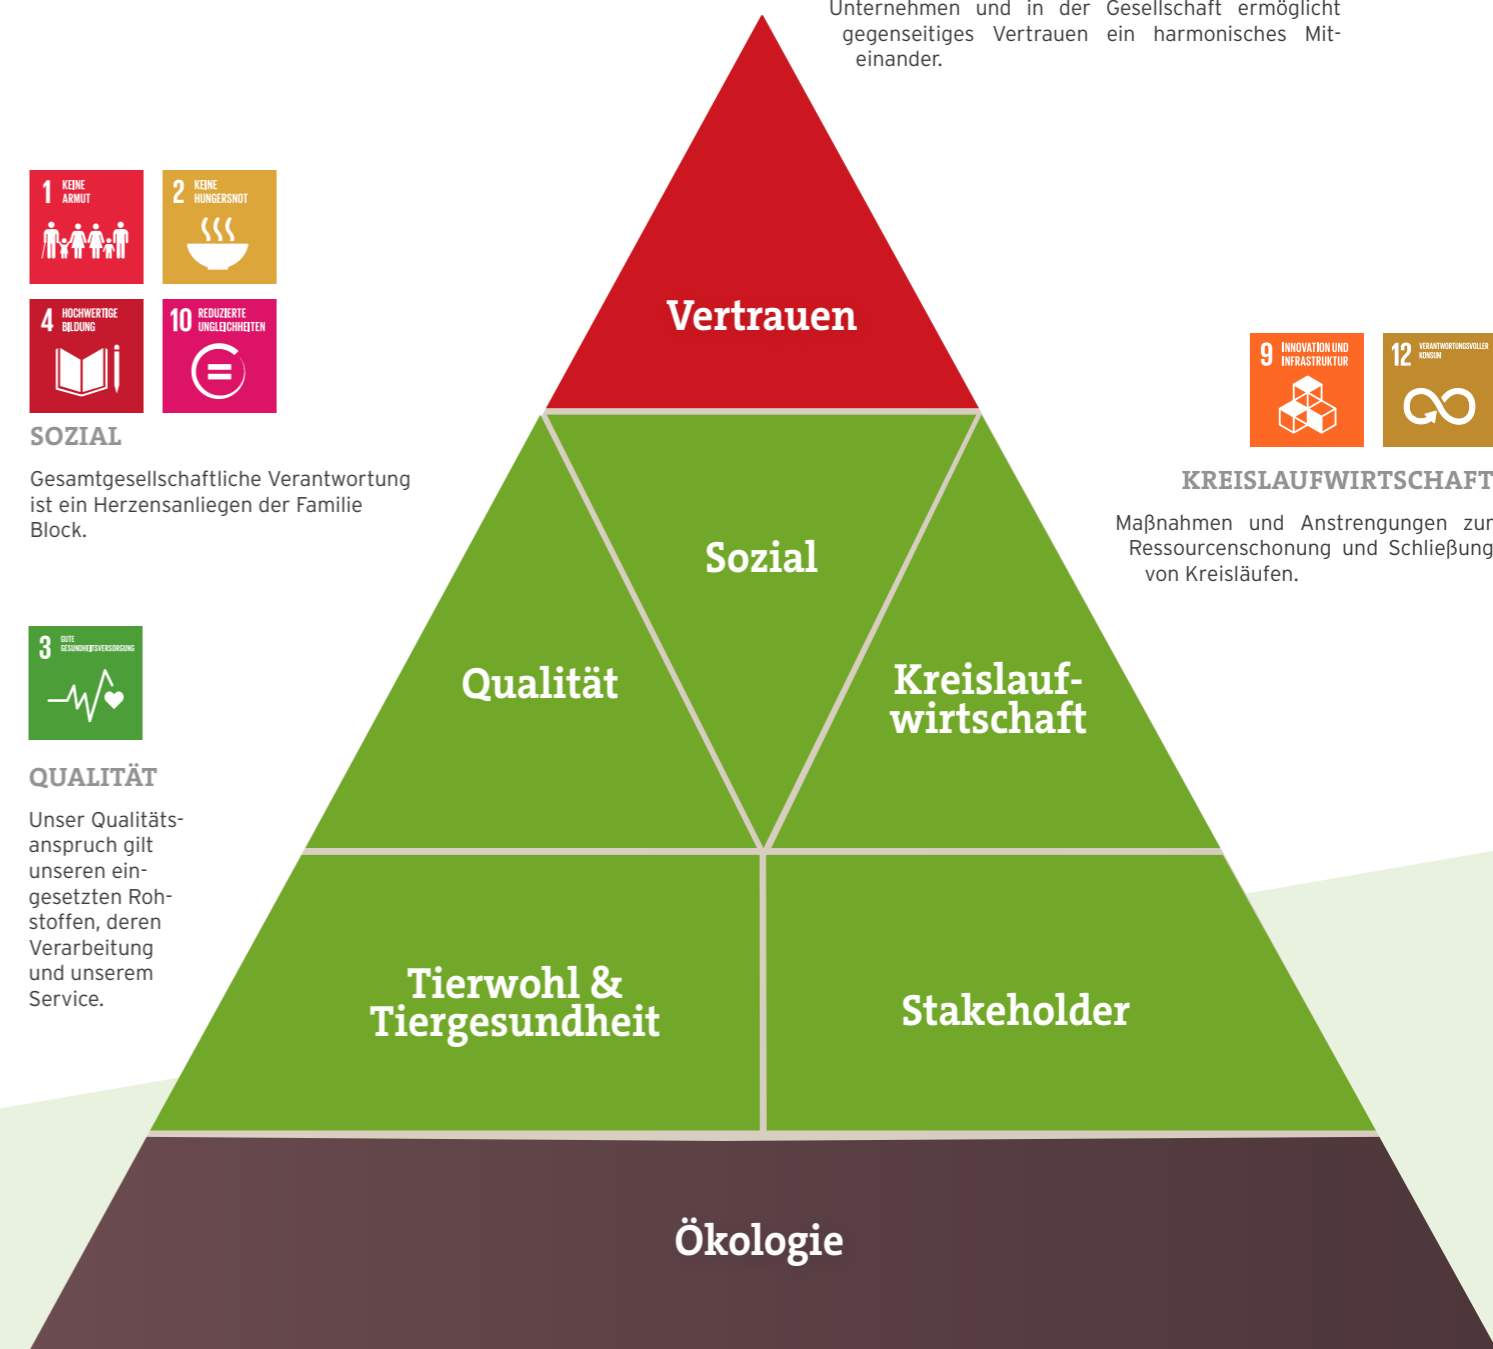 Unternehmen und in der Gesellschaft ermöglicht
gegenseitiges Vertrauen ein harmonisches Mit-
einander.
1 KEINE
ARMUT
2 KEINE
HUNGERSNOT
4 HOCHWERTIGE
BILDUNG
10 REDUZIERTE
UNGLEICHHEITEN
SOZIAL
Gesamtgesellschaftliche Verantwortung
ist ein Herzensanliegen der Familie
Block.
3 GUTE
GESUNDHEITSVERSORGUNG
QUALITÄT
Unser Qualitäts-
anspruch gilt
unseren ein-
gesetzten Roh-
stoffen, deren
Verarbeitung
und unserem
Service.
9 INNOVATION UND
INFRASTRUKTUR
12 VERANTWORTUNGSVOLLER
KONSUM
KREISLAUFWIRTSCHAFT
Maßnahmen und Anstrengungen zur
Ressourcenschonung und Schließung
von Kreisläufen.
Vertrauen
Sozial
Qualität
Kreislauf-
wirtschaft
Tierwohl &
Tiergesundheit
Stakeholder
Ökologie